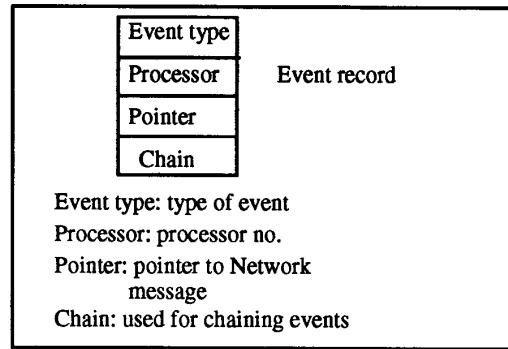 Event type
Processor Event record
Pointer
Chain
Event type: type of event
Processor: processor no.
Pointer: pointer to Network
message
Chain: used for chaining events